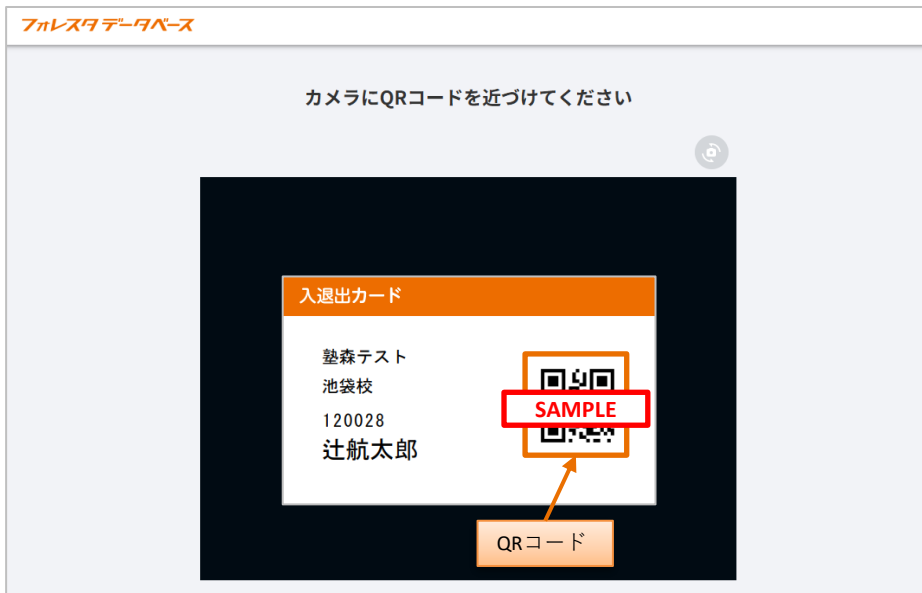 フォレスタデータベース
カメラにQRコードを近づけてください
入退出カード
塾森テスト
池袋校
120028
辻航太郎
SAMPLE
QRコード